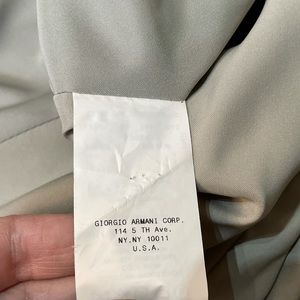 GIORGIO ARMANI CORP.
114 5 TH Ave.
NY.NY 10011
U.S.A.